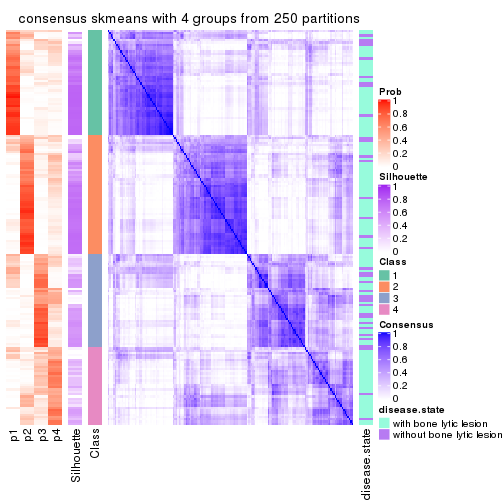 consensus skmeans with 4 groups from 250 partitions
p1
p2
p3
p4
Silhouette
Class
disease.state
Prob
1
0.8
0.6
0.4
0.2
0
Silhouette
1
0.8
0.6
0.4
0.2
0
Class
1
2
3
4
Consensus
1
0.8
0.6
0.4
0.2
0
disease.state
with bone lytic lesion
without bone lytic lesion